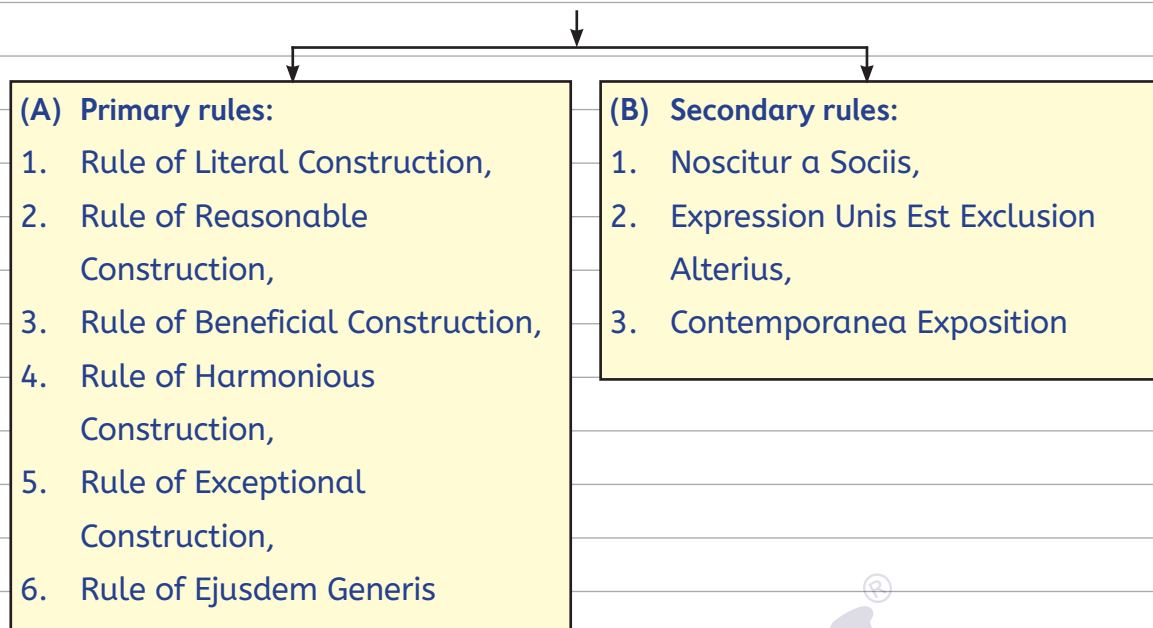 (A) Primary rules:
1. Rule of Literal Construction,
2. Rule of Reasonable
Construction,
3. Rule of Beneficial Construction,
4. Rule of Harmonious
Construction,
5. Rule of Exceptional
Construction,
6. Rule of Ejusdem Generis
(B) Secondary rules:
1. Noscitur a Sociis,
2. Expression Unis Est Exclusion
Alterius,
3. Contemporanea Exposition
®